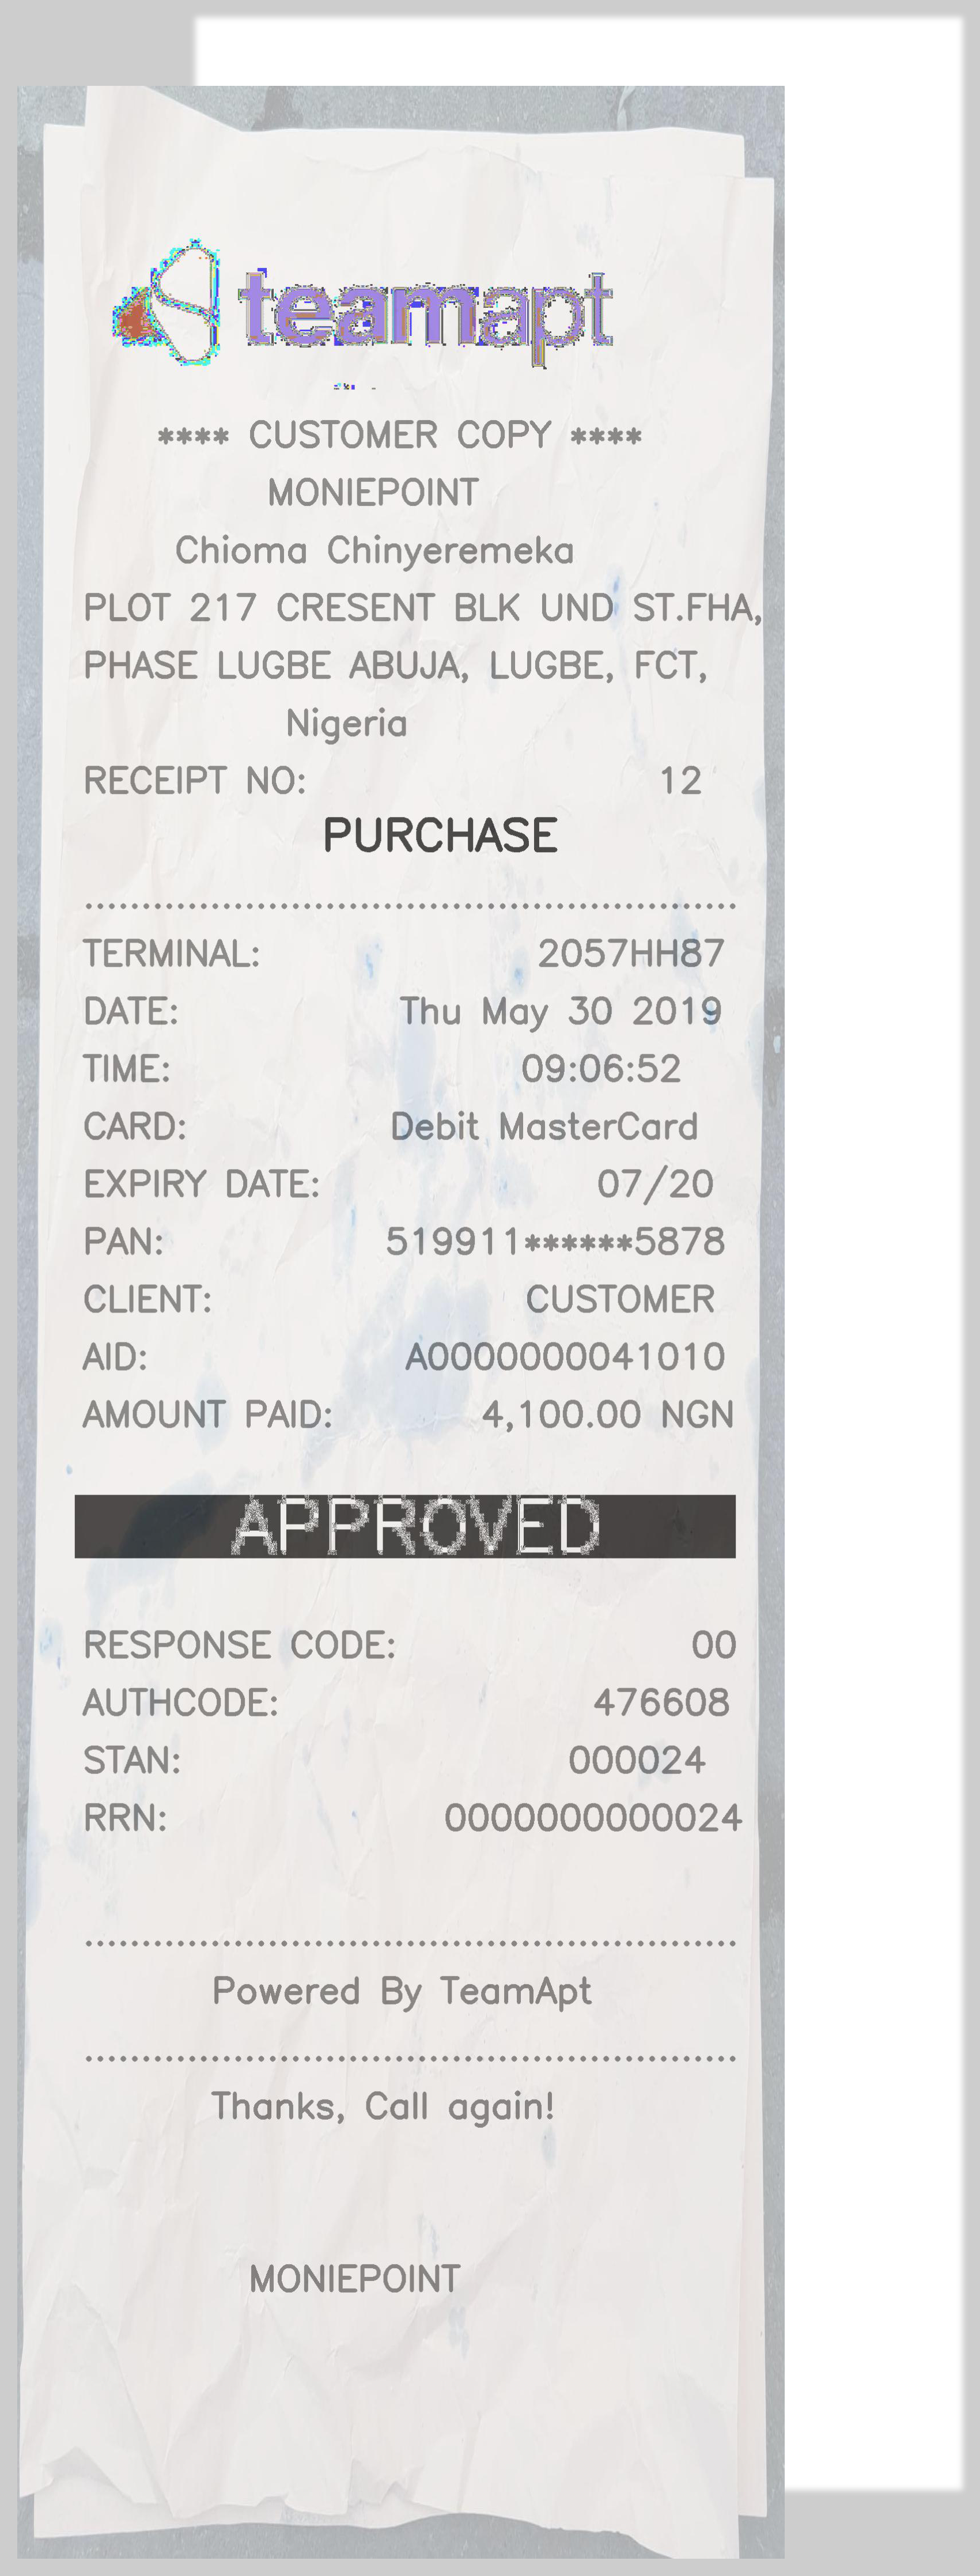 teamapt
**** CUSTOMER COPY ****
MONIEPOINT
Chioma Chinyeremeka
PLOT 217 CRESENT BLK UND ST.FHA,
PHASE LUGBE ABUJA, LUGBE, FCT,
Nigeria
RECEIPT NO: 12
PURCHASE
TERMINAL: 2057HH87
DATE: Thu May 30 2019
TIME: 09:06:52
CARD: Debit MasterCard
EXPIRY DATE: 07/20
PAN: 519911******5878
CLIENT: CUSTOMER
AID: A0000000041010
AMOUNT PAID: 4,100.00 NGN
APPROVED
RESPONSE CODE: 00
AUTHCODE: 476608
STAN: 000024
RRN: 0000000000024
Powered By TeamApt
Thanks, Call again!
MONIEPOINT